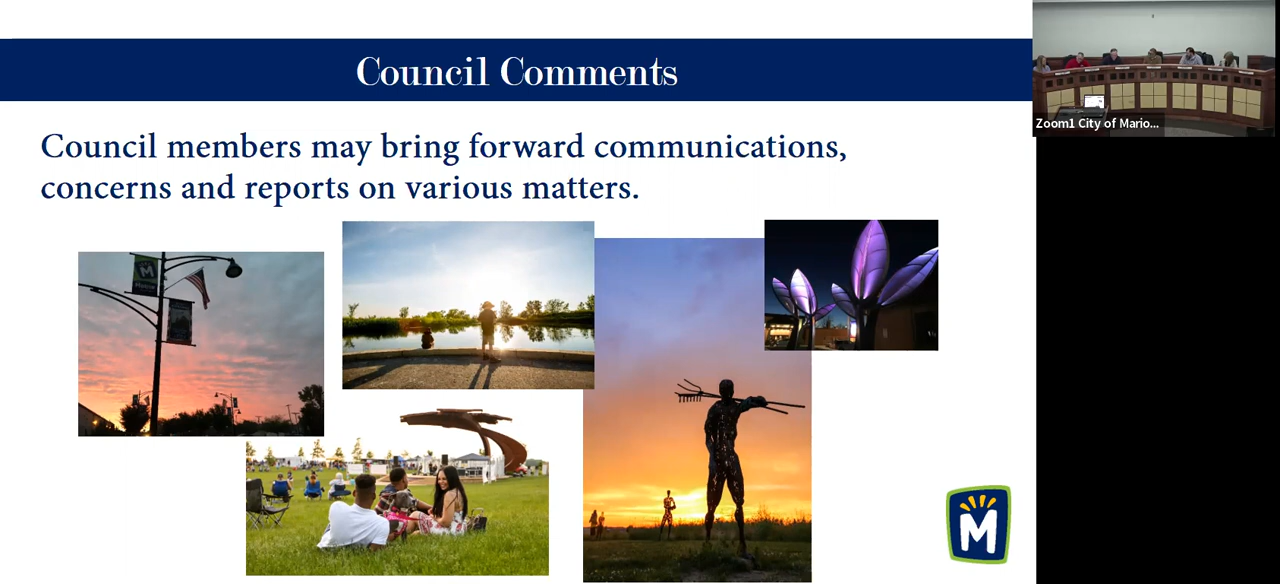 Council Comments
Council members may bring forward communications,
concerns and reports on various matters.
M
M
Zoom1 City of Mario...